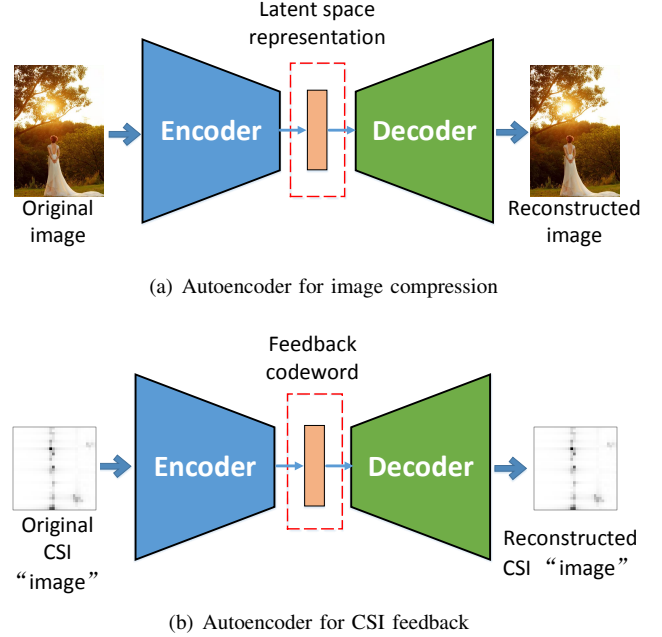 Latent space
representation
Encoder
Decoder
Original
image
Reconstructed
image
(a) Autoencoder for image compression
Feedback
codeword
Encoder
Decoder
Original
CSI
“image”
Reconstructed
CSI “image”
(b) Autoencoder for CSI feedback